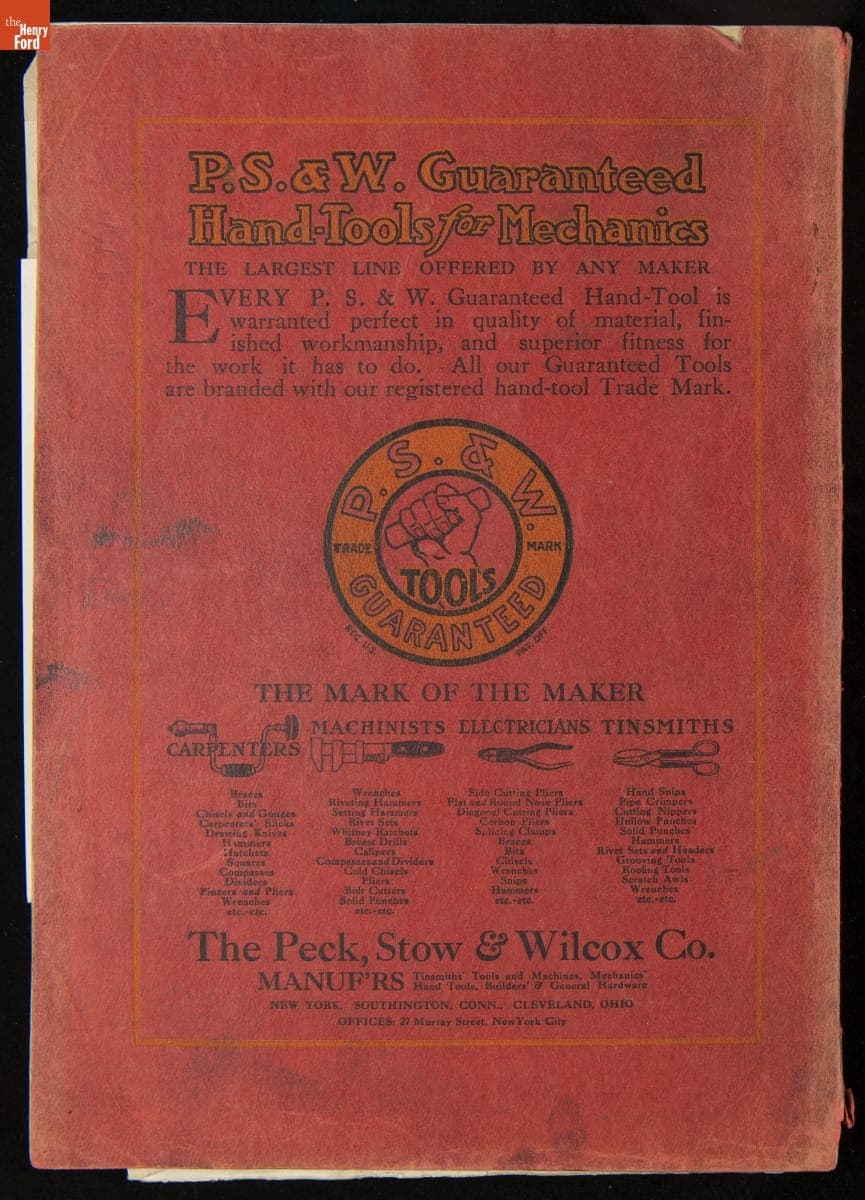 the
Henry
Ford
P.S. & W. Guaranteed
Hand-Tools for Mechanics
THE LARGEST LINE OFFERED BY ANY MAKER
EVERY P. S. & W. Guaranteed Hand-Tool is
warranted perfect in quality of material, fin-
ished workmanship, and superior fitness for
the work it has to do. All our Guaranteed Tools
are branded with our registered hand-tool Trade Mark.
P. S. & W.
TRADE MARK
TOOLS
GUARANTEED
REG. U.S. PAT. OFF.
THE MARK OF THE MAKER
CARPENTERS
Braces
Bits
Chisels and Gouges
Carpenters' Slicks
Drawing Knives
Hammers
Hatchets
Squares
Compasses
Dividers
Pincers and Pliers
Wrenches
etc.-etc.
MACHINISTS
Wrenches
Riveting Hammers
Setting Hammers
Rivet Sets
Whitney Ratchets
Breast Drills
Calipers
Compasses and Dividers
Cold Chisels
Pliers
Bolt Cutters
Solid Punches
etc.-etc.
ELECTRICIANS
Side Cutting Pliers
Flat and Round Nose Pliers
Diagonal Cutting Pliers
Corbon Pliers
Splicing Clamps
Braces
Bits
Chisels
Wrenches
Snips
Hammers
etc.-etc.
TINSMITHS
Hand Snips
Pipe Crimpers
Cutting Nippers
Hollow Punches
Solid Punches
Hammers
Rivet Sets and Headers
Grooving Tools
Roofing Tools
Scratch Awls
Wrenches
etc.-etc.
The Peck, Stow & Wilcox Co.
MANUF'RS Tinsmiths' Tools and Machines, Mechanics'
Hand Tools, Builders' & General Hardware
NEW YORK, SOUTHINGTON, CONN., CLEVELAND, OHIO
OFFICES: 27 Murray Street, New York City